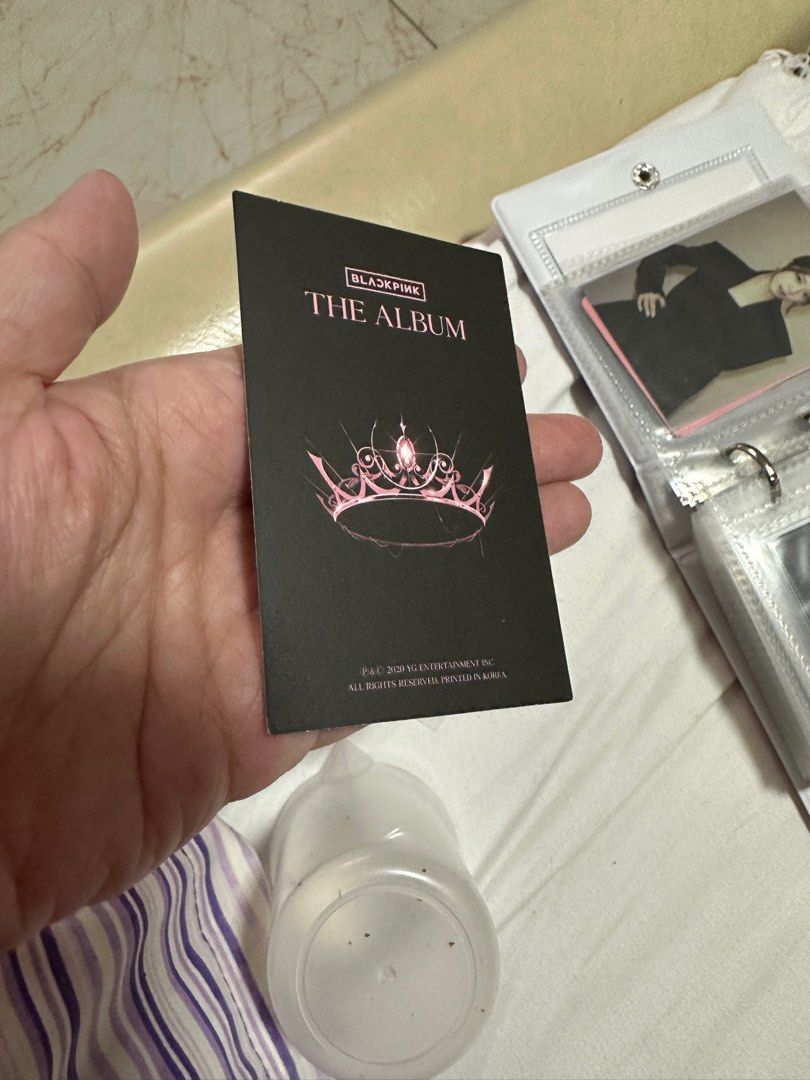 BLACKPINK
THE ALBUM
Ⓟ & © 2020 YG ENTERTAINMENT INC
ALL RIGHTS RESERVED. PRINTED IN KOREA